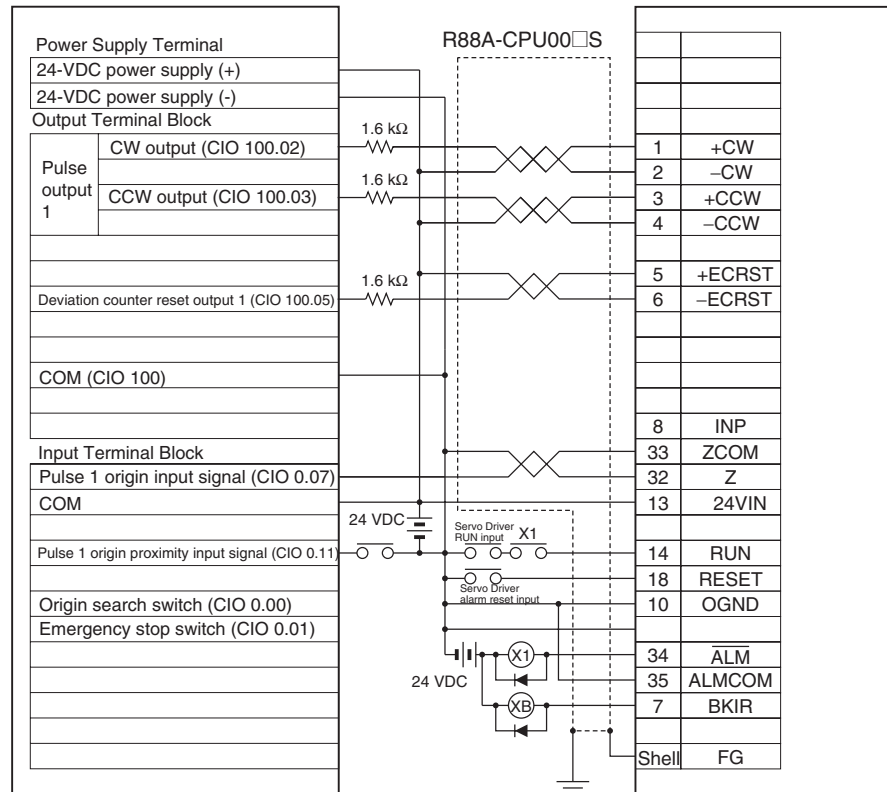 R88A-CPU00□S
Power Supply Terminal
24-VDC power supply (+)
24-VDC power supply (-)
Output Terminal Block
Pulse output 1
CW output (CIO 100.02)
CCW output (CIO 100.03)
1.6 kΩ
1.6 kΩ
1.6 kΩ
Deviation counter reset output 1 (CIO 100.05)
COM (CIO 100)
Input Terminal Block
Pulse 1 origin input signal (CIO 0.07)
COM
Pulse 1 origin proximity input signal (CIO 0.11)
Origin search switch (CIO 0.00)
Emergency stop switch (CIO 0.01)
24 VDC
Servo Driver
RUN input
X1
Servo Driver
alarm reset input
X1
24 VDC
XB
1 +CW
2 −CW
3 +CCW
4 −CCW
5 +ECRST
6 −ECRST
8 INP
33 ZCOM
32 Z
13 24VIN
14 RUN
18 RESET
10 OGND
34 ALM
35 ALMCOM
7 BKIR
Shell FG